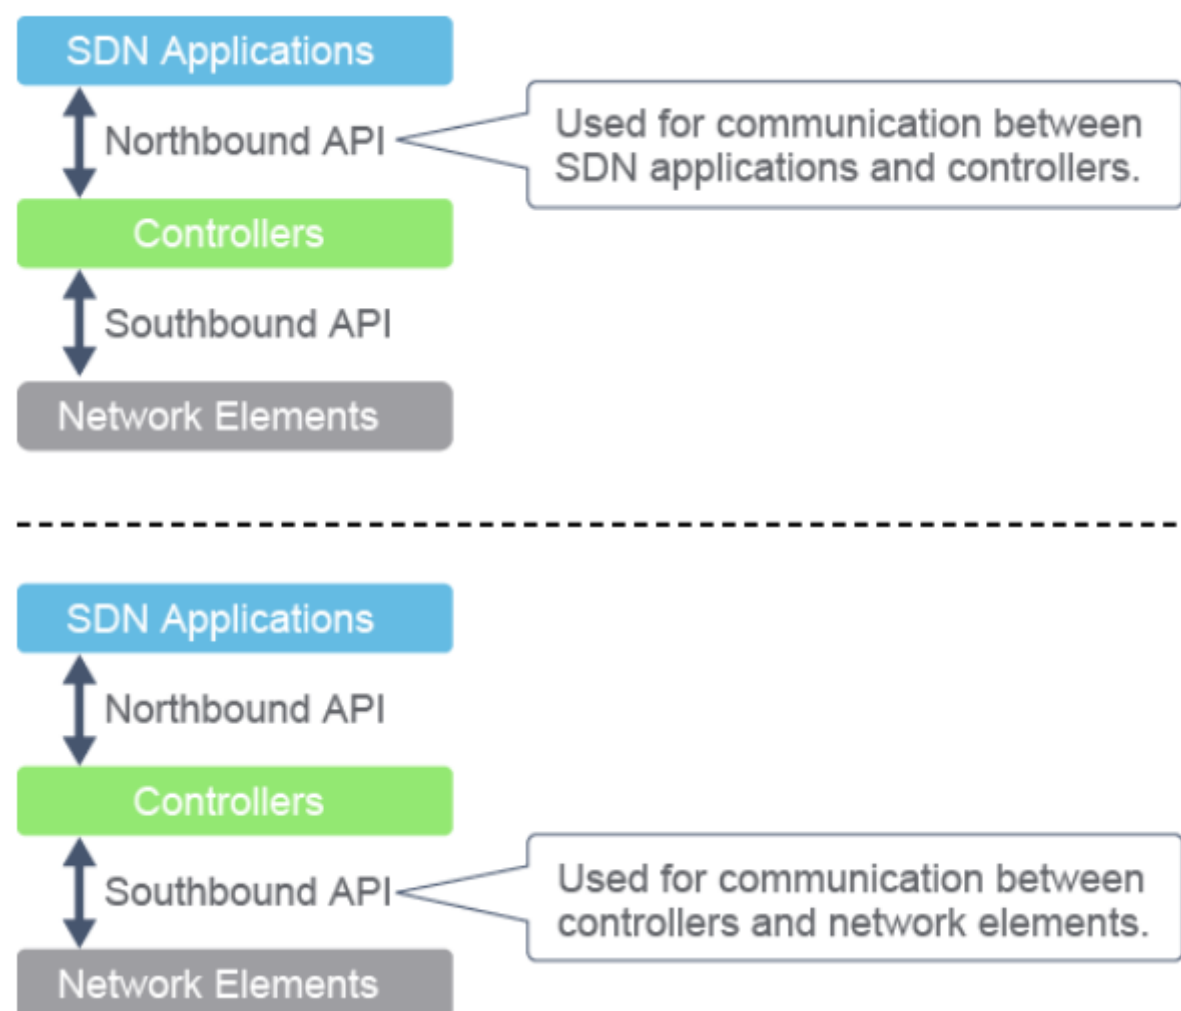 SDN Applications
Northbound API
Used for communication between
SDN applications and controllers.
Controllers
Southbound API
Network Elements
SDN Applications
Northbound API
Controllers
Southbound API
Used for communication between
controllers and network elements.
Network Elements